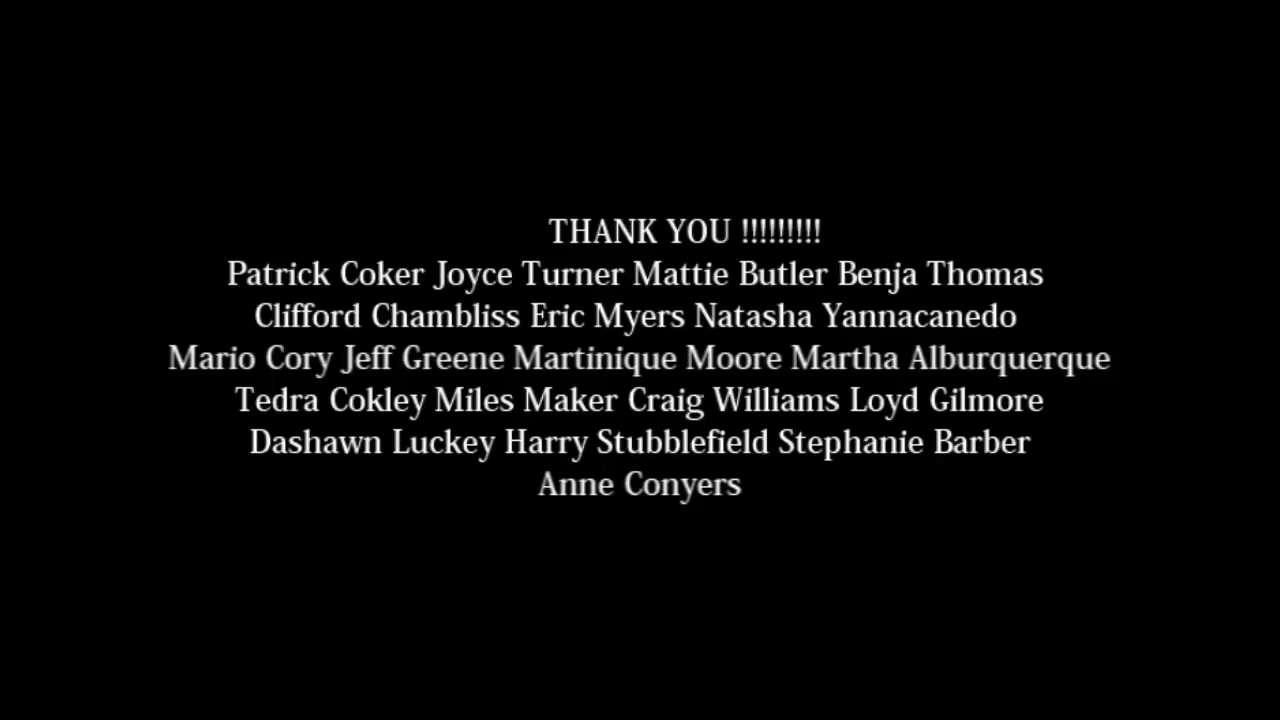 THANK YOU !!!!!!!!!
Patrick Coker Joyce Turner Mattie Butler Benja Thomas
Clifford Chambliss Eric Myers Natasha Yannacanedo
Mario Cory Jeff Greene Martinique Moore Martha Alburquerque
Tedra Cokley Miles Maker Craig Williams Loyd Gilmore
Dashawn Luckey Harry Stubblefield Stephanie Barber
Anne Conyers